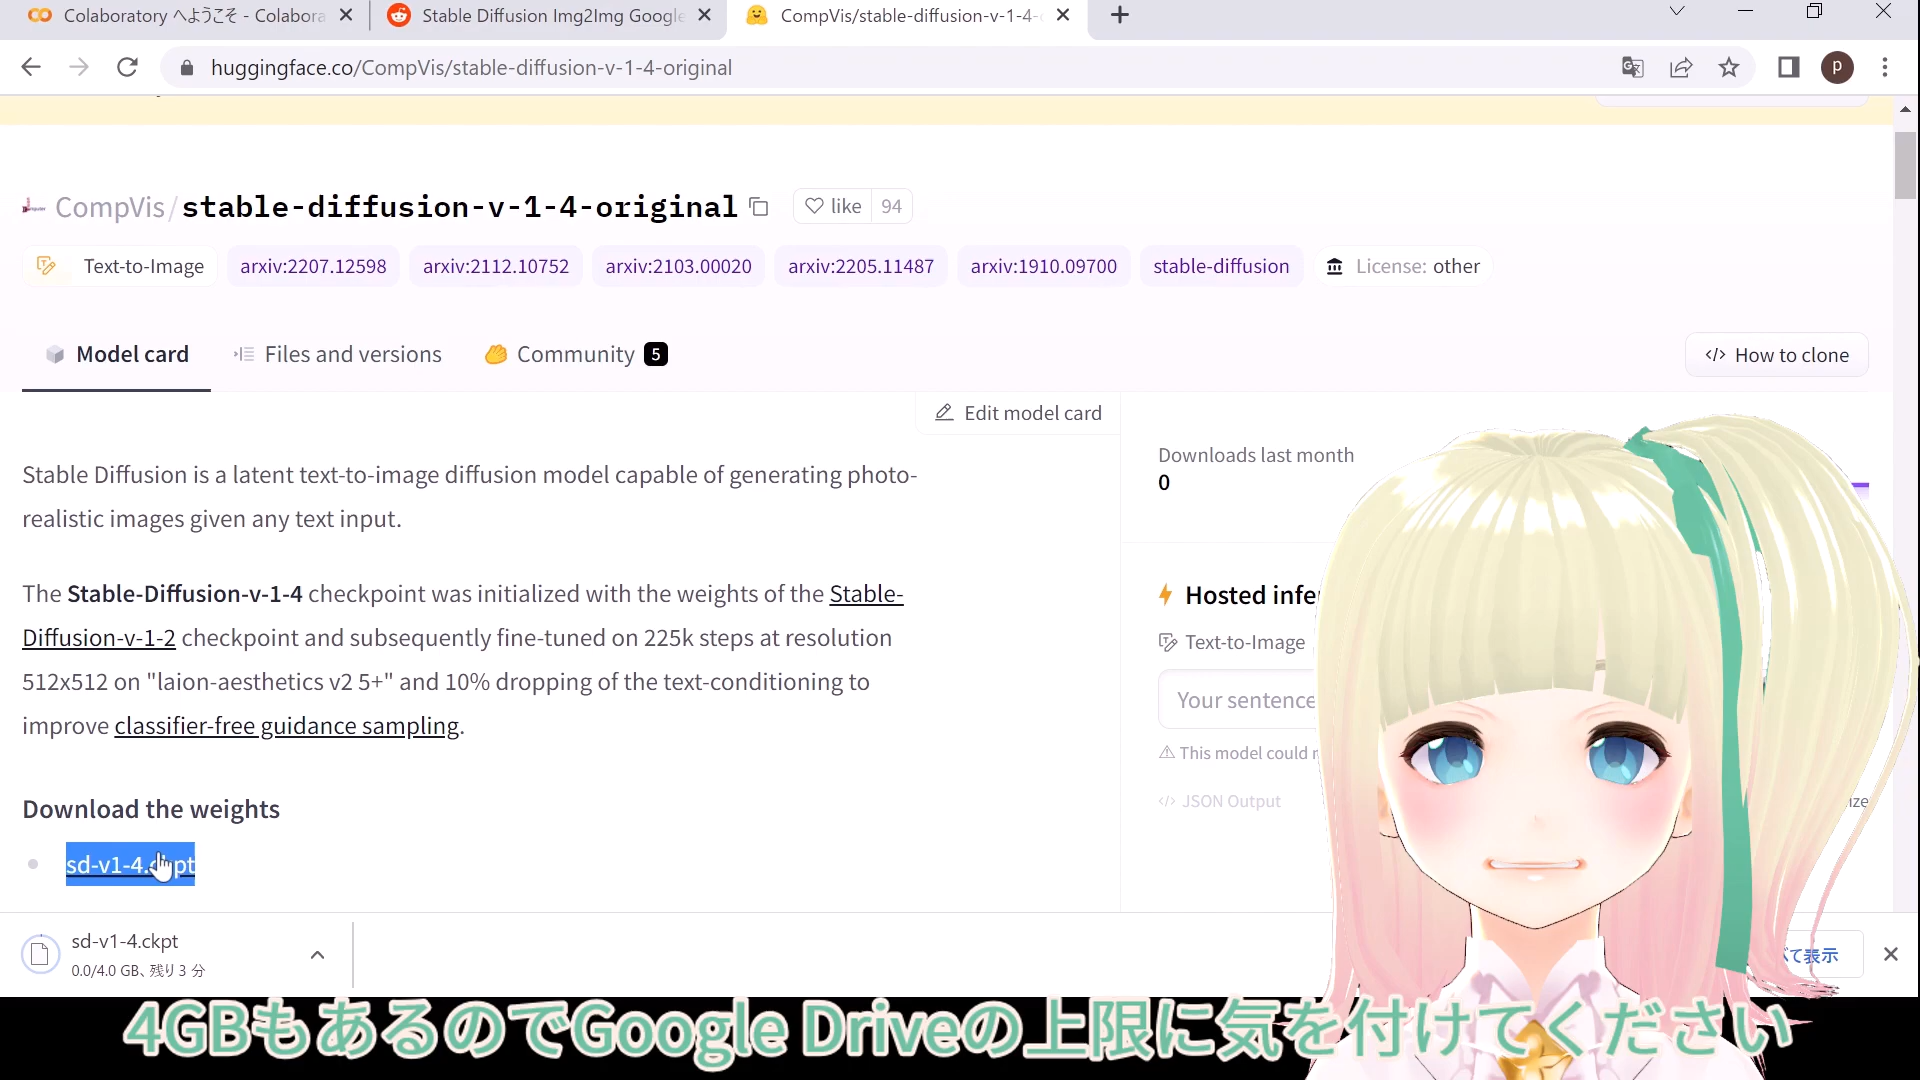 Colaboratory へようこそ - Colabora
Stable Diffusion Img2Img Google
CompVis/stable-diffusion-v-1-4-
huggingface.co/CompVis/stable-diffusion-v-1-4-original
p
CompVis/stable-diffusion-v-1-4-original
like 94
Text-to-Image
arxiv:2207.12598
arxiv:2112.10752
arxiv:2103.00020
arxiv:2205.11487
arxiv:1910.09700
stable-diffusion
License: other
Model card
Files and versions
Community 5
</> How to clone
Edit model card
Stable Diffusion is a latent text-to-image diffusion model capable of generating photo-
realistic images given any text input.
The Stable-Diffusion-v-1-4 checkpoint was initialized with the weights of the Stable-
Diffusion-v-1-2 checkpoint and subsequently fine-tuned on 225k steps at resolution
512x512 on "laion-aesthetics v2 5+" and 10% dropping of the text-conditioning to
improve classifier-free guidance sampling.
Download the weights
sd-v1-4.ckpt
Downloads last month
0
Hosted infe
Text-to-Image
Your sentence
This model could
</> JSON Output
sd-v1-4.ckpt
0.0/4.0 GB、残り 3 分
て表示
4GBもあるのでGoogle Driveの上限に気を付けてください